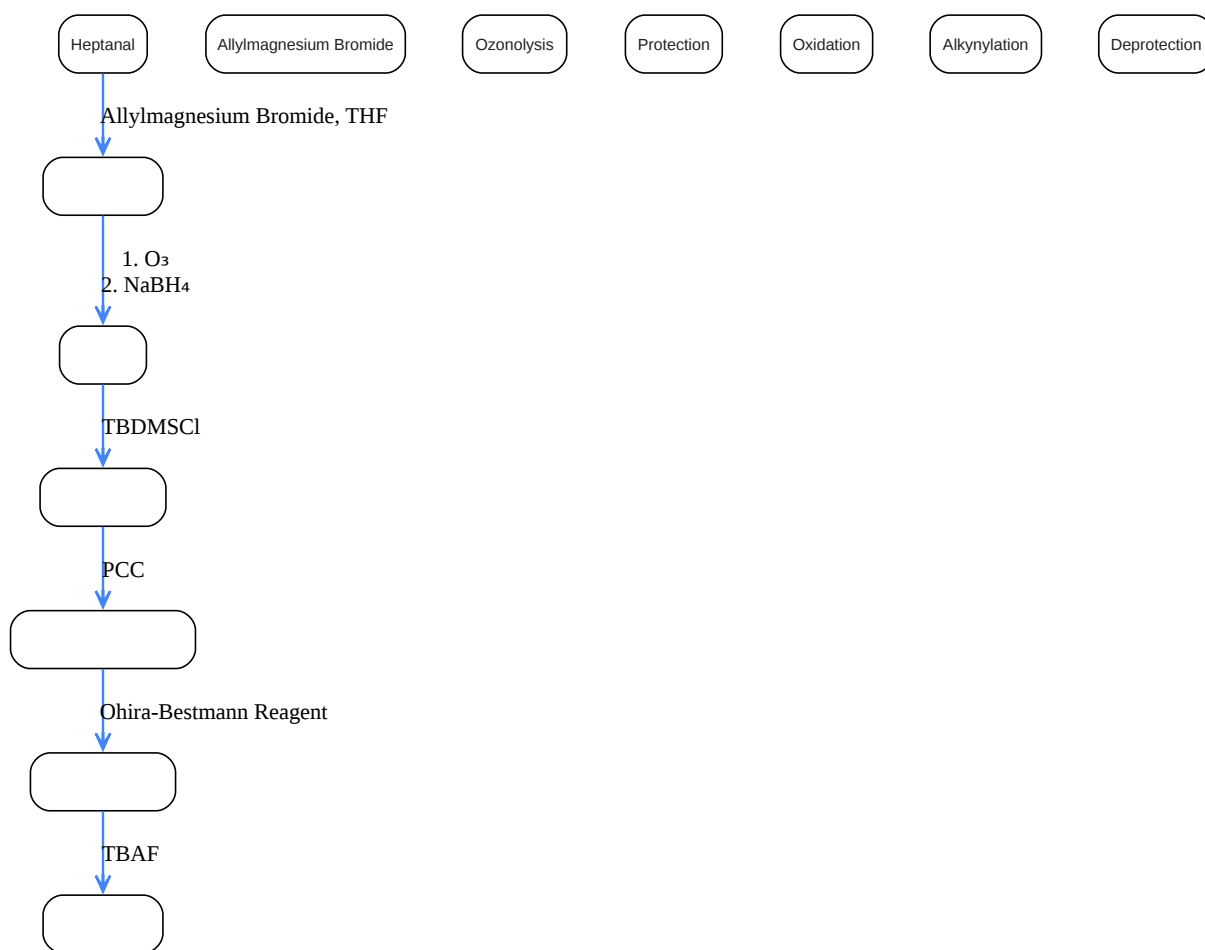 Heptanal
Allylmagnesium Bromide
Ozonolysis
Protection
Oxidation
Alkynylation
Deprotection
Allylmagnesium Bromide, THF
1. O₃
2. NaBH₄
TBDMSCl
PCC
Ohira-Bestmann Reagent
TBAF